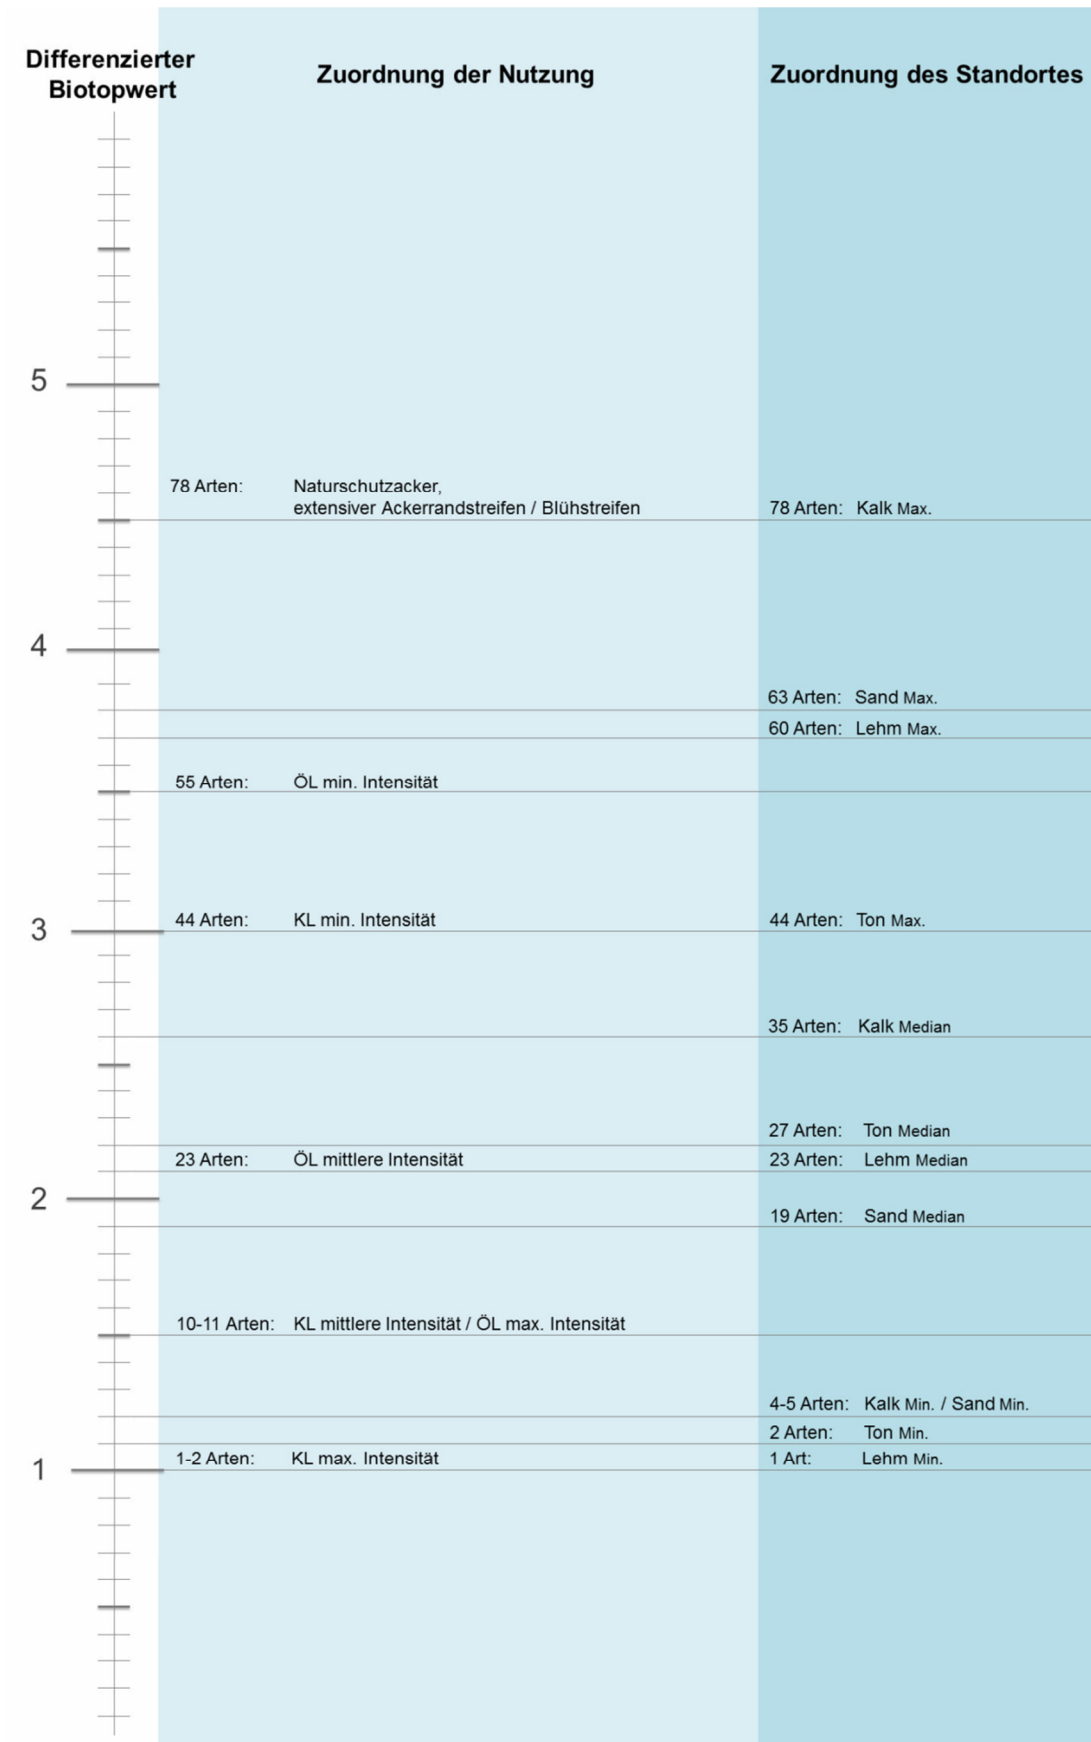 Differenzierter
Biotopwert
Zuordnung der Nutzung
Zuordnung des Standortes
5
78 Arten: Naturschutzacker,
extensiver Ackerrandstreifen / Blühstreifen
78 Arten: Kalk Max.
4
63 Arten: Sand Max.
60 Arten: Lehm Max.
55 Arten: ÖL min. Intensität
3
44 Arten: KL min. Intensität
44 Arten: Ton Max.
35 Arten: Kalk Median
27 Arten: Ton Median
23 Arten: ÖL mittlere Intensität
23 Arten: Lehm Median
2
19 Arten: Sand Median
10-11 Arten: KL mittlere Intensität / ÖL max. Intensität
4-5 Arten: Kalk Min. / Sand Min.
2 Arten: Ton Min.
1
1-2 Arten: KL max. Intensität
1 Art: Lehm Min.